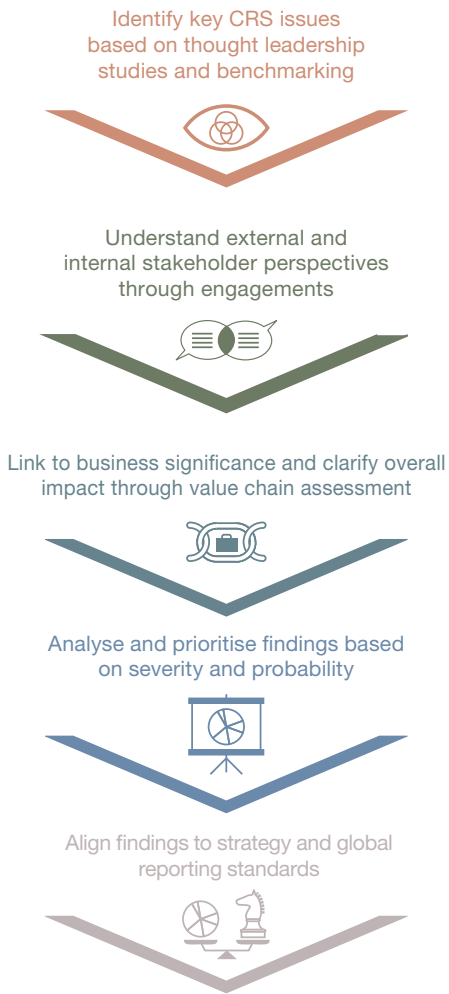 Identify key CRS issues
based on thought leadership
studies and benchmarking
Understand external and
internal stakeholder perspectives
through engagements
Link to business significance and clarify overall
impact through value chain assessment
Analyse and prioritise findings based
on severity and probability
Align findings to strategy and global
reporting standards